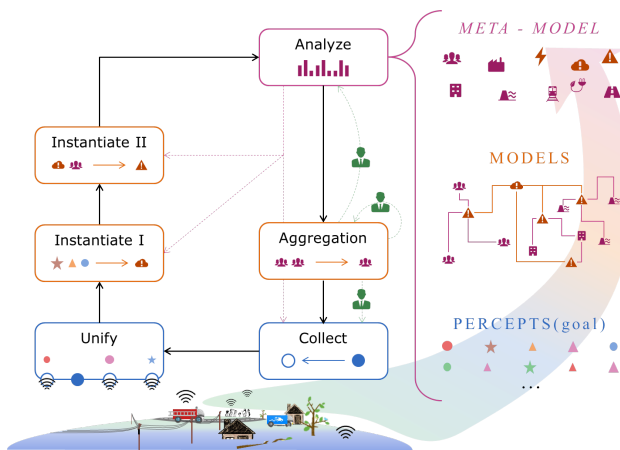 META - MODEL
Analyze
Instantiate II
MODELS
Instantiate I
Aggregation
PERCEPTS(goal)
Unify
Collect
...